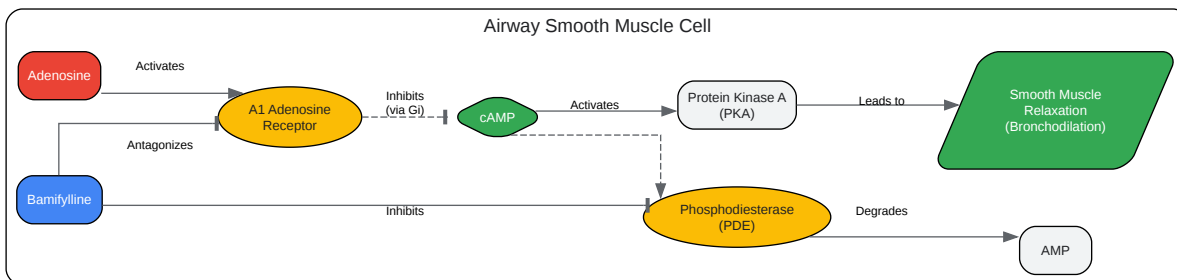 Airway Smooth Muscle Cell
Adenosine
Activates
A1 Adenosine
Receptor
Inhibits
(via Gi)
cAMP
Activates
Protein Kinase A
(PKA)
Leads to
Smooth Muscle
Relaxation
(Bronchodilation)
Antagonizes
Bamifylline
Inhibits
Phosphodiesterase
(PDE)
Degrades
AMP